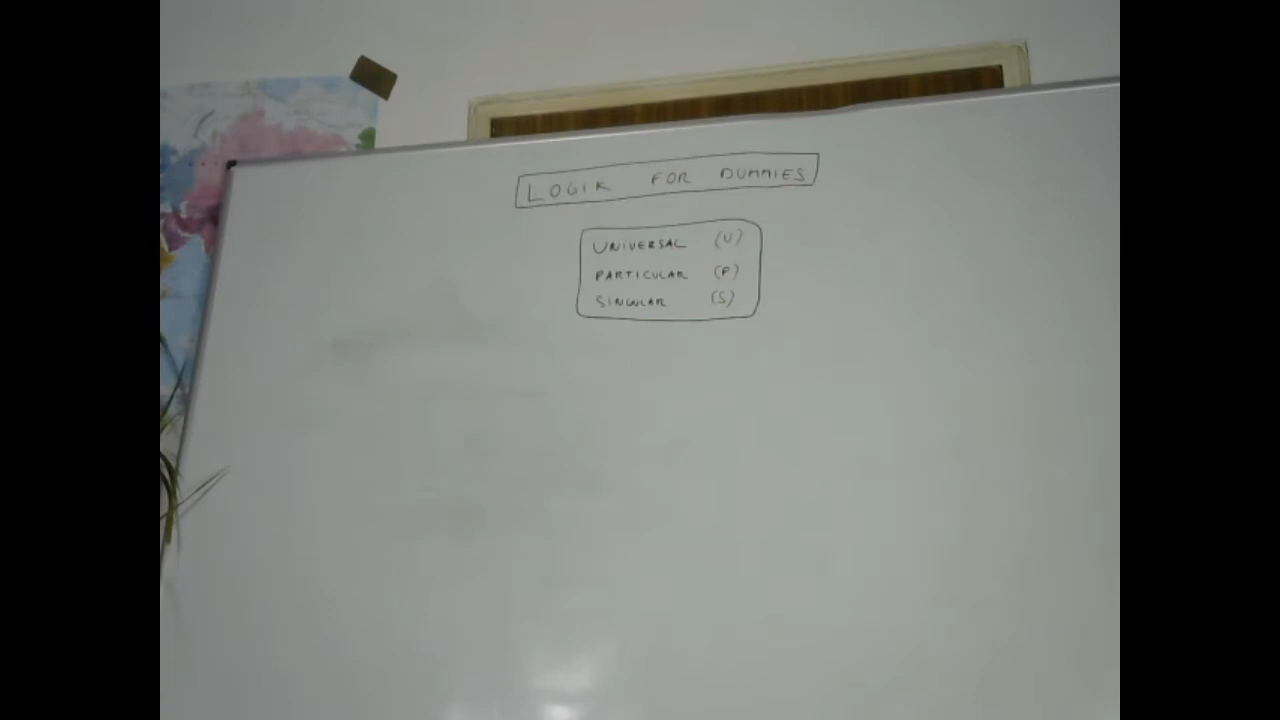 LOGIK FOR DUMMIES
UNIVERSAL (U)
PARTICULAR (P)
SINGULAR (S)